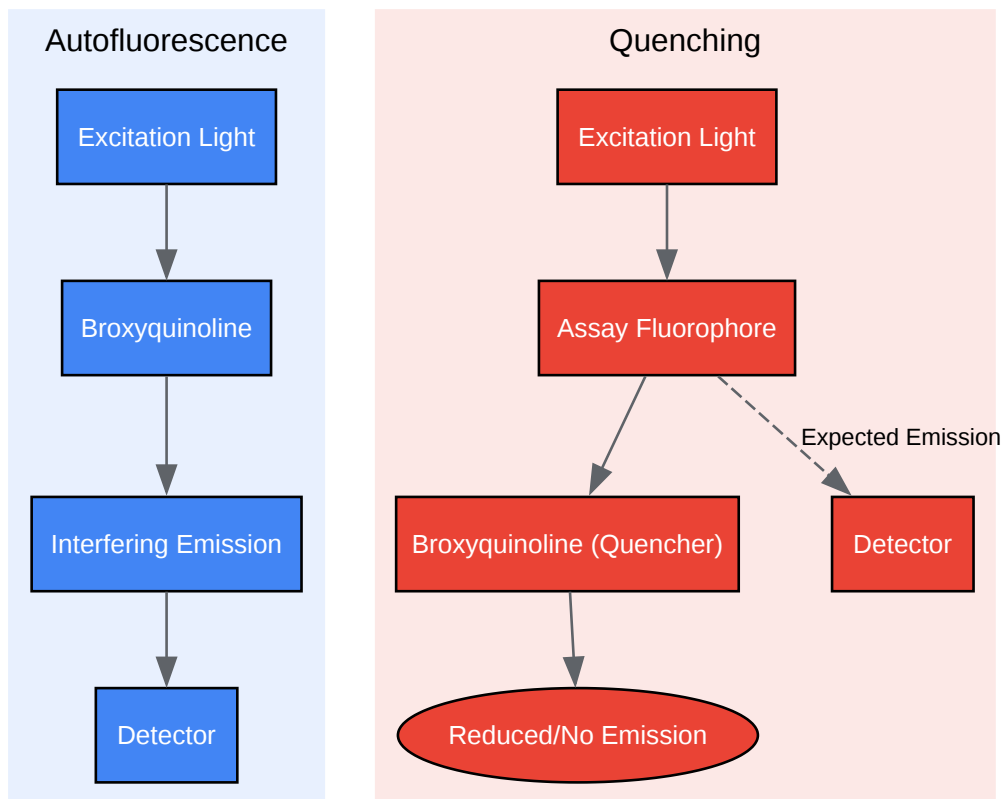 Autofluorescence
Excitation Light
Broxyquinoline
Interfering Emission
Detector
Quenching
Excitation Light
Assay Fluorophore
Expected Emission
Broxyquinoline (Quencher)
Detector
Reduced/No Emission